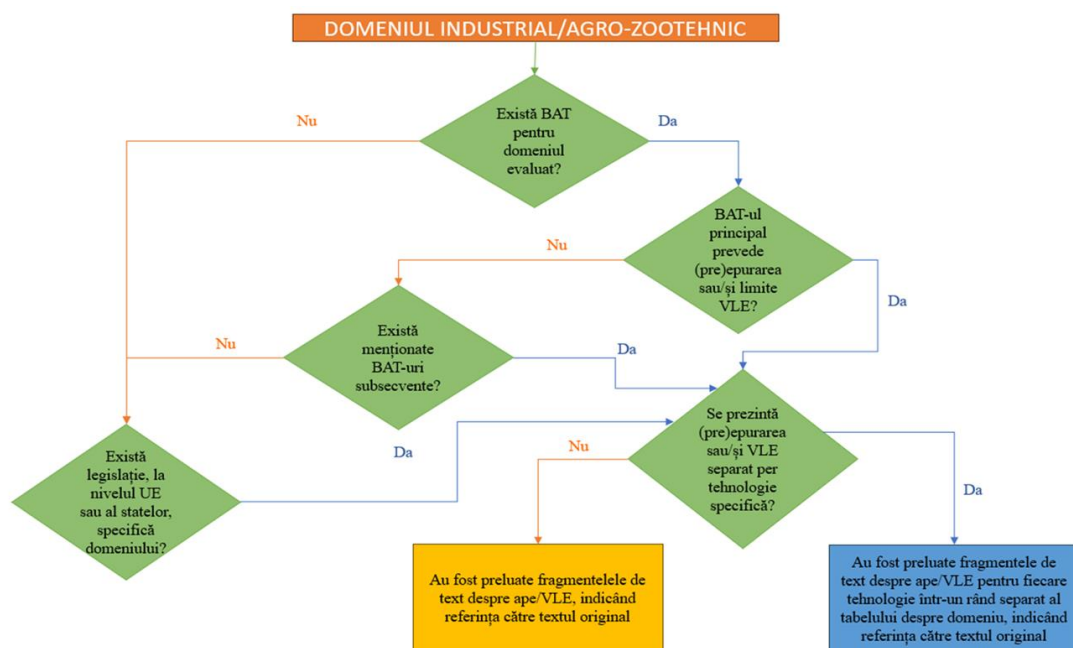 DOMENIUL INDUSTRIAL/AGRO-ZOOTEHNIC
Nu
Există BAT
pentru
domeniul
evaluat?
Da
Nu
BAT-ul
principal
prevede
(pre)epurarea
sau/și limite
VLE?
Da
Nu
Există
menționate
BAT-uri
subsecvente?
Da
Există
legislație, la
nivelul UE
sau al statelor,
specifică
domeniului?
Da
Nu
Se prezintă
(pre)epurarea
sau/și VLE
separat per
tehnologie
specifică?
Da
Au fost preluate fragmentelele de
text despre ape/VLE, indicând
referința către textul original
Au fost preluate fragmentele de
text despre ape/VLE pentru fiecare
tehnologie într-un rând separat al
tabelului despre domeniu, indicând
referința către textul original